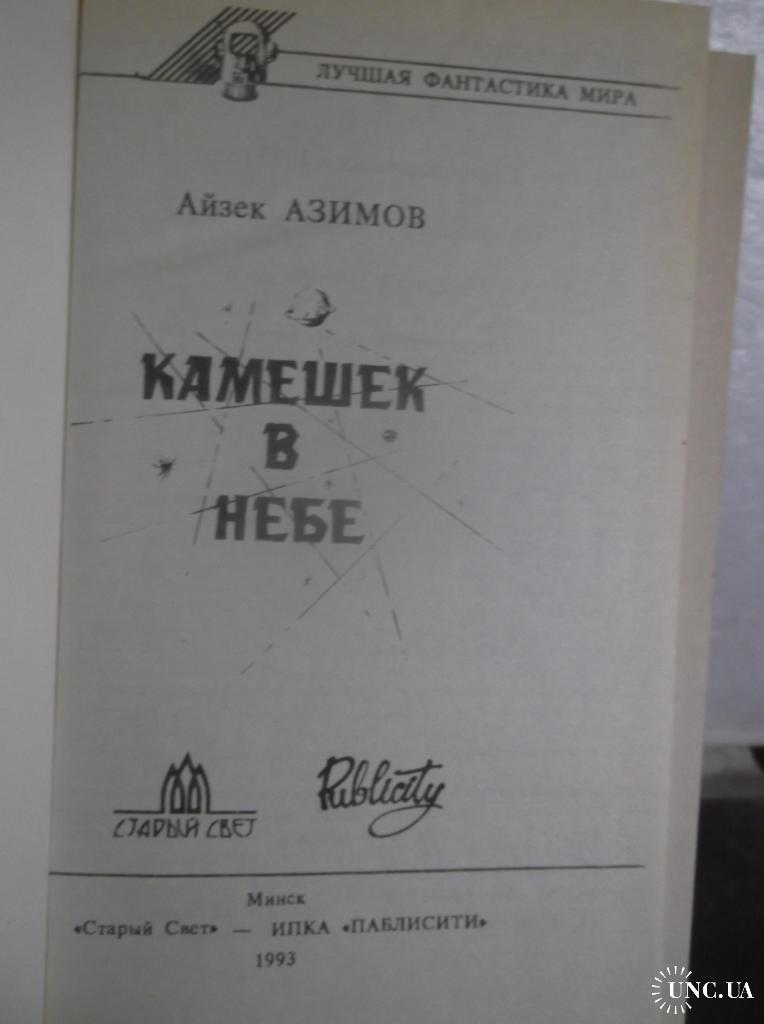 ЛУЧШАЯ ФАНТАСТИКА МИРА
Айзек АЗИМОВ
КАМЕШЕК
В
НЕБЕ
СТАРЫЙ СВЕТ
Publicity
Минск
«Старый Свет» — ИПКА «ПАБЛИСИТИ»
1993
UNC.UA